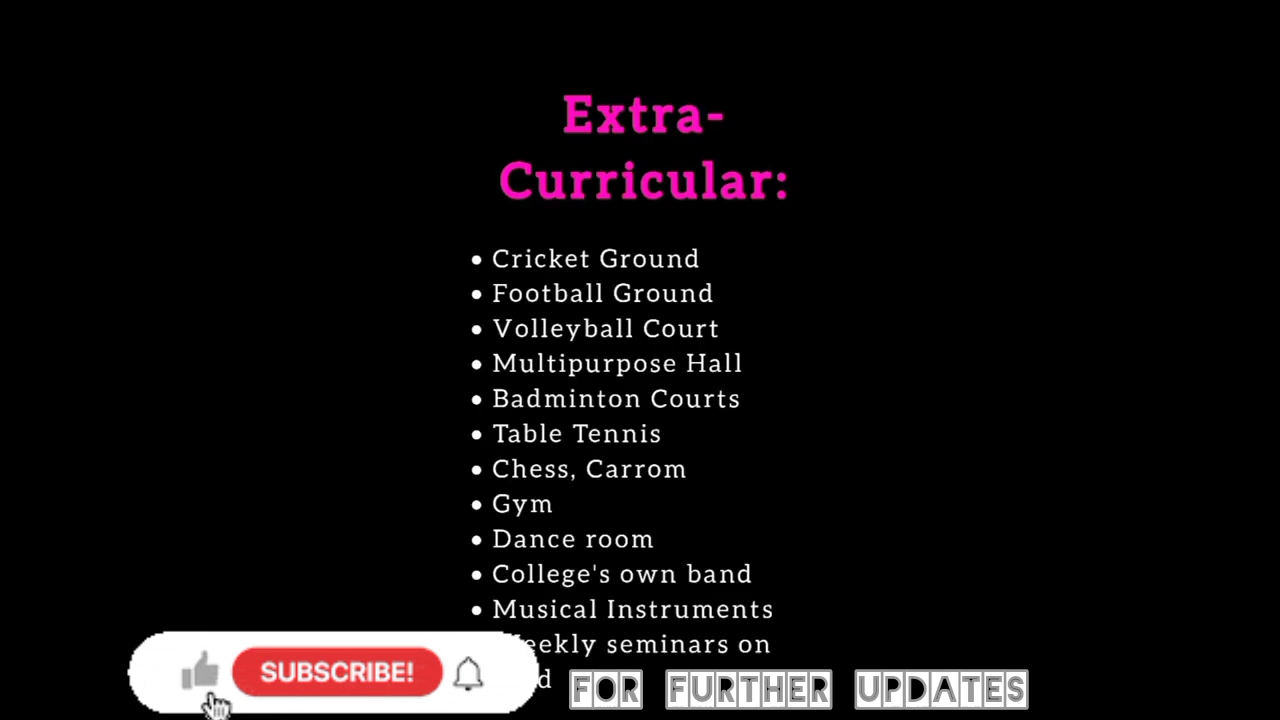 Extra-
Curricular:
• Cricket Ground
• Football Ground
• Volleyball Court
• Multipurpose Hall
• Badminton Courts
• Table Tennis
• Chess, Carrom
• Gym
• Dance room
• College's own band
• Musical Instruments
seminars on
SUBSCRIBE!
FOR FURTHER UPDATES